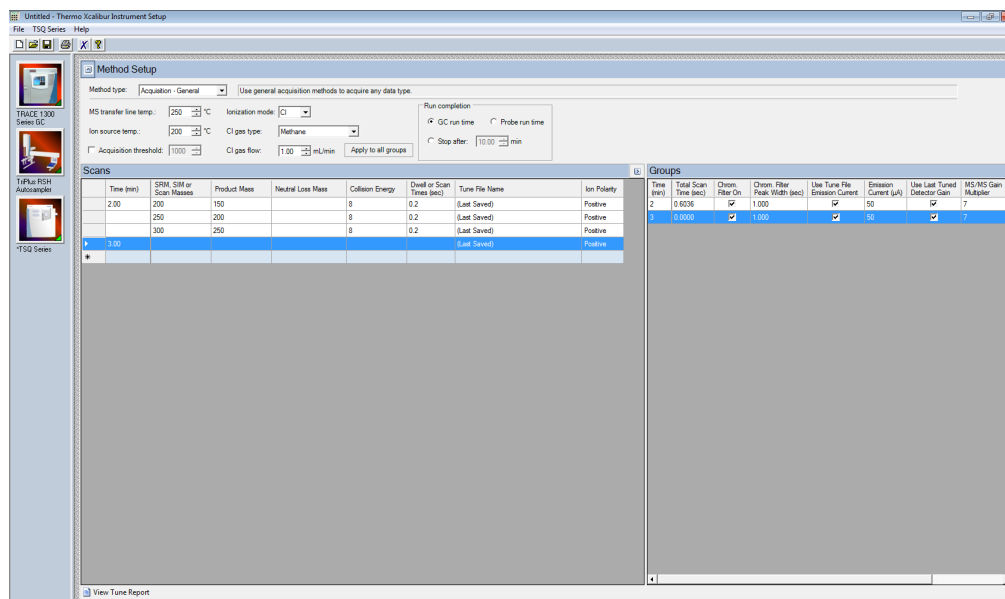 Untitled - Thermo Xcalibur Instrument Setup
File TSQ Series Help
TRACE 1300
Series GC
TriPlus RSH
Autosampler
*TSQ Series
Method Setup
Method type: Acquisition - General Use general acquisition methods to acquire any data type.
MS transfer line temp.: 250 °C Ionization mode: CI
Ion source temp.: 200 °C CI gas type: Methane
Acquisition threshold: 1000 CI gas flow: 1.00 mL/min Apply to all groups
Run completion
GC run time Probe run time
Stop after: 10.00 min
Scans
Time (min) SRM, SIM or Scan Masses Product Mass Neutral Loss Mass Collision Energy Dwell or Scan Times (sec) Tune File Name Ion Polarity
2.00 200 150 8 0.2 (Last Saved) Positive
250 200 8 0.2 (Last Saved) Positive
300 250 8 0.2 (Last Saved) Positive
3.00 (Last Saved) Positive
Groups
Time (min) Total Scan Time (sec) Chrom. Filter On Chrom. Filter Peak Width (sec) Use Tune File Emission Current Emission Current (µA) Use Last Tuned Detector Gain MS/MS Gain Multiplier
2 0.6036 1.000 50 7
3 0.0000 1.000 50 7
View Tune Report